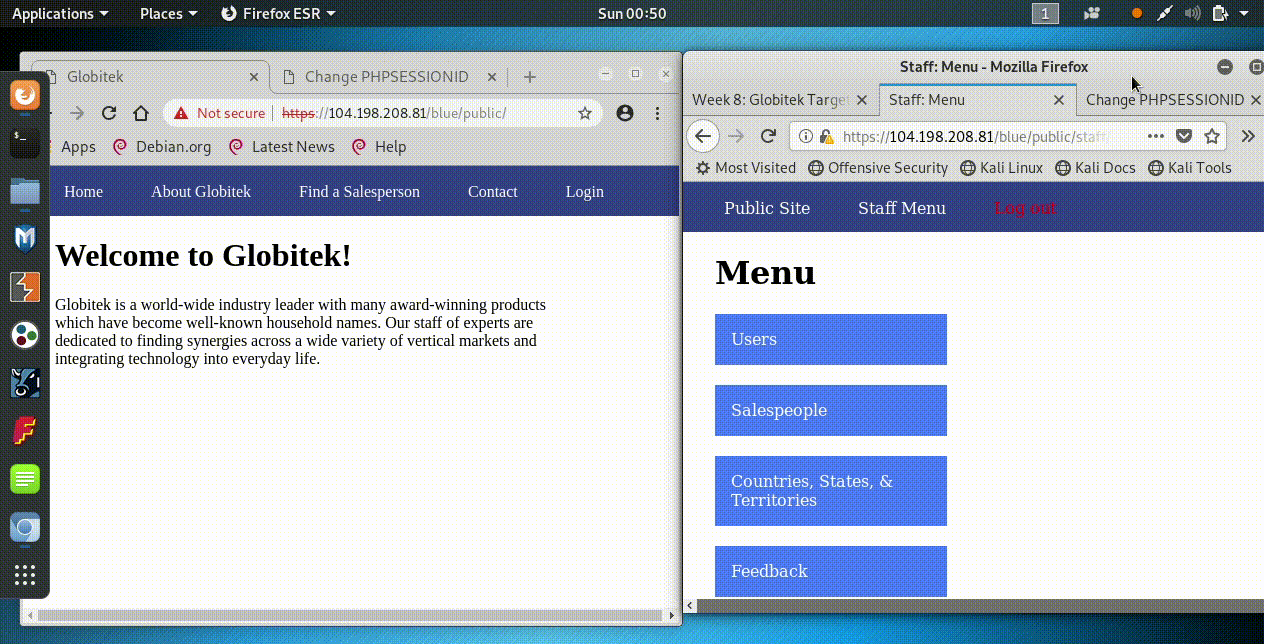 Applications Places Firefox ESR Sun 00:50 1
Globitek Change PHPSESSIONID
Not secure https://104.198.208.81/blue/public/
Apps Debian.org Latest News Help
Home About Globitek Find a Salesperson Contact Login
Welcome to Globitek!
Globitek is a world-wide industry leader with many award-winning products
which have become well-known household names. Our staff of experts are
dedicated to finding synergies across a wide variety of vertical markets and
integrating technology into everyday life.
Staff: Menu - Mozilla Firefox
Week 8: Globitek Target Staff: Menu Change PHPSESSIONID
https://104.198.208.81/blue/public/staff
Most Visited Offensive Security Kali Linux Kali Docs Kali Tools
Public Site Staff Menu Log out
Menu
Users
Salespeople
Countries, States, &
Territories
Feedback